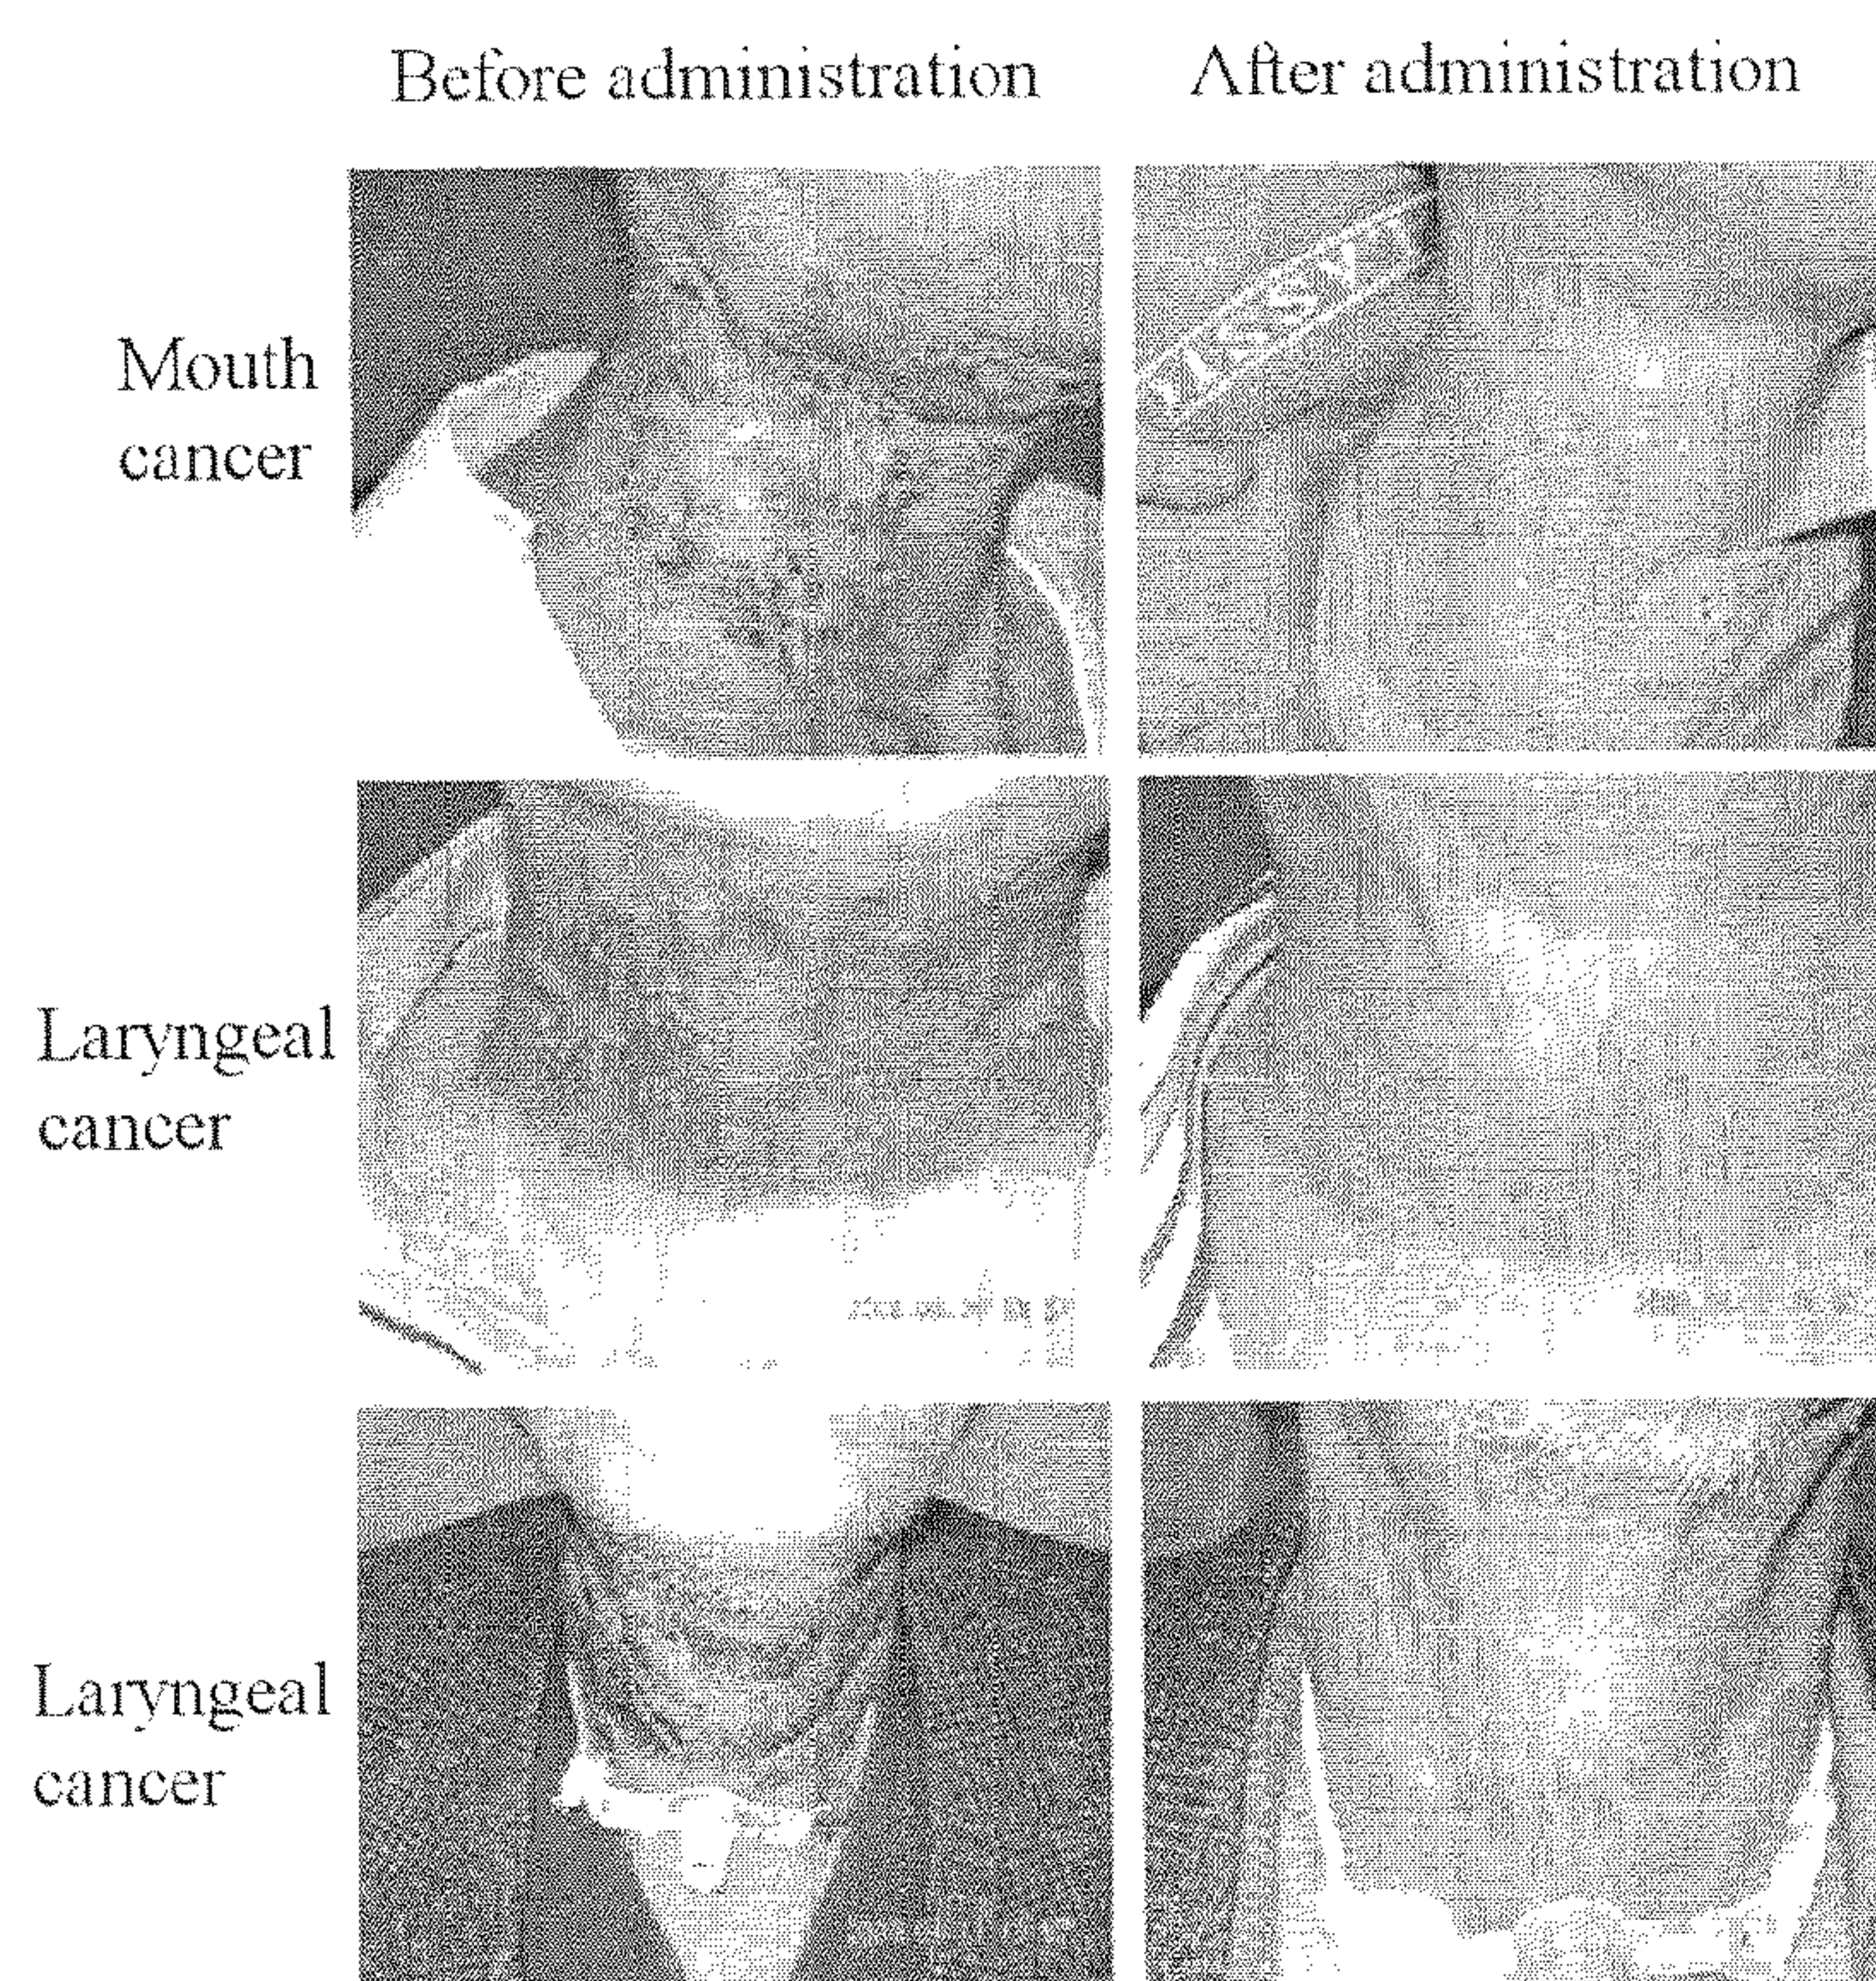 Before administration
After administration
Mouth
cancer
Laryngeal
cancer
Laryngeal
cancer